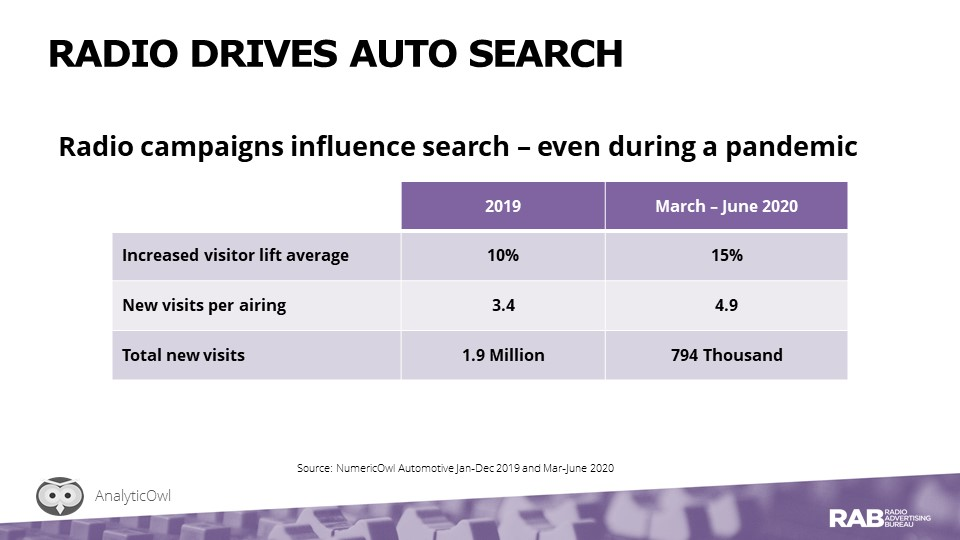 RADIO DRIVES AUTO SEARCH
Radio campaigns influence search – even during a pandemic
2019 March – June 2020
Increased visitor lift average 10% 15%
New visits per airing 3.4 4.9
Total new visits 1.9 Million 794 Thousand
Source: NumericOwl Automotive Jan-Dec 2019 and Mar-June 2020
AnalyticOwl
RAB RADIO
ADVERTISING
BUREAU